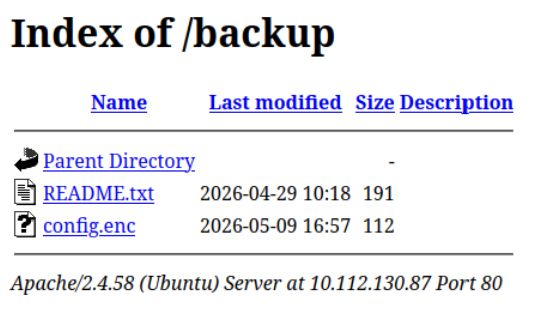 Index of /backup
Name Last modified Size Description
Parent Directory -
README.txt 2026-04-29 10:18 191
config.enc 2026-05-09 16:57 112
Apache/2.4.58 (Ubuntu) Server at 10.112.130.87 Port 80